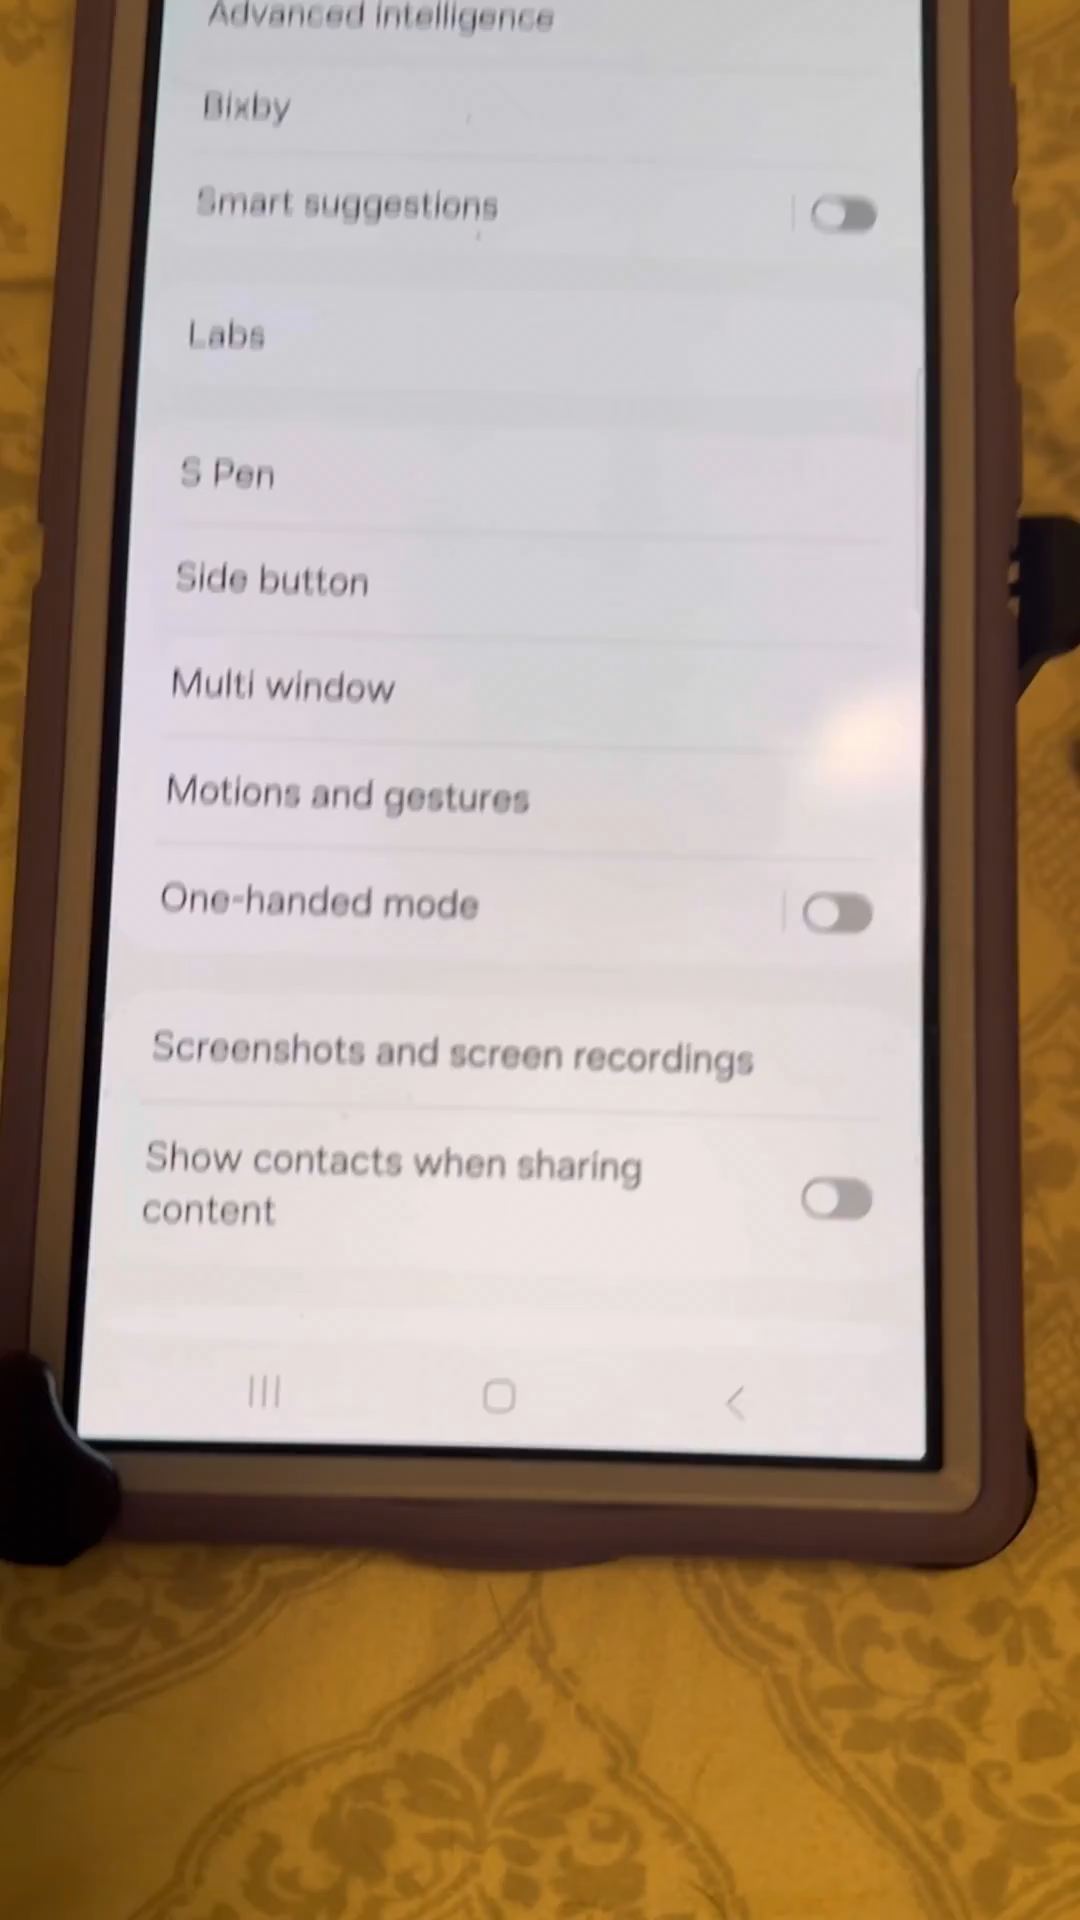 Advanced intelligence
Bixby
Smart suggestions
Labs
S Pen
Side button
Multi window
Motions and gestures
One-handed mode
Screenshots and screen recordings
Show contacts when sharing
content